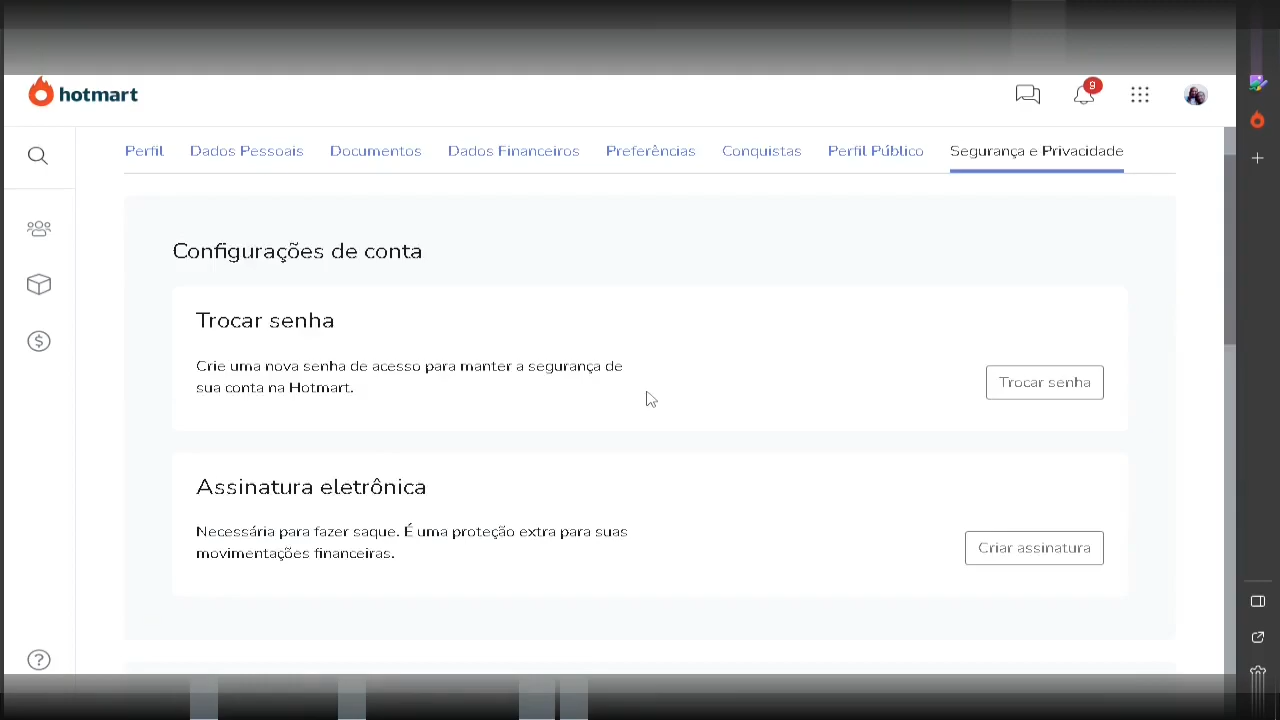 hotmart
9
Perfil Dados Pessoais Documentos Dados Financeiros Preferências Conquistas Perfil Público Segurança e Privacidade
Configurações de conta
Trocar senha
Crie uma nova senha de acesso para manter a segurança de
sua conta na Hotmart.
Trocar senha
Assinatura eletrônica
Necessária para fazer saque. É uma proteção extra para suas
movimentações financeiras.
Criar assinatura